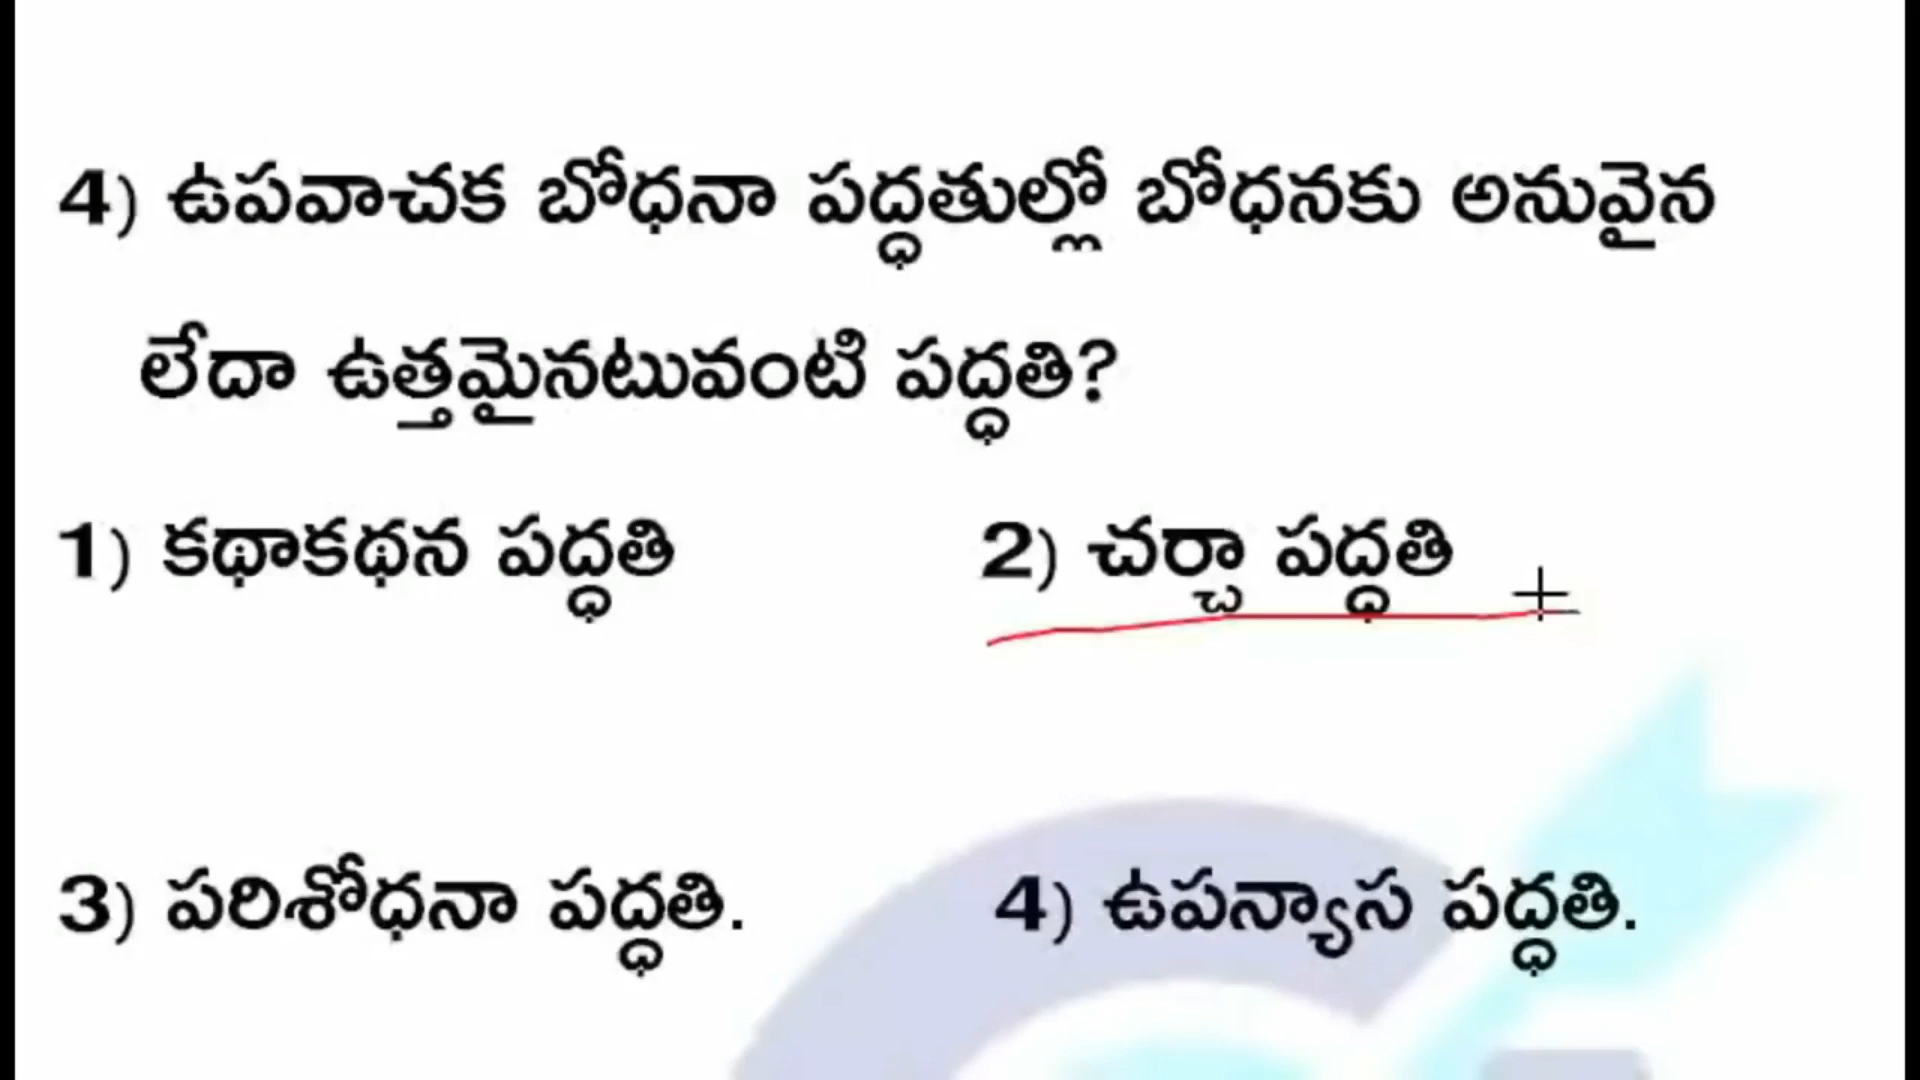 4) ఉపవాచక బోధనా పద్ధతుల్లో బోధనకు అనువైన
లేదా ఉత్తమైనటువంటి పద్ధతి?
1) కథాకథన పద్ధతి
2) చర్చా పద్ధతి
3) పరిశోధనా పద్ధతి.
4) ఉపన్యాస పద్ధతి.